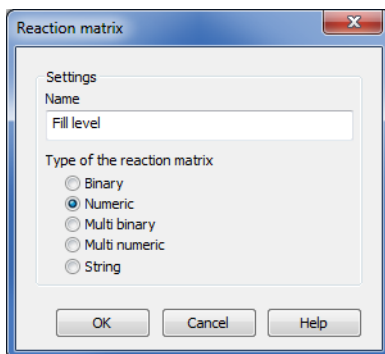 Reaction matrix
Settings
Name
Fill level
Type of the reaction matrix
Binary
Numeric
Multi binary
Multi numeric
String
OK Cancel Help